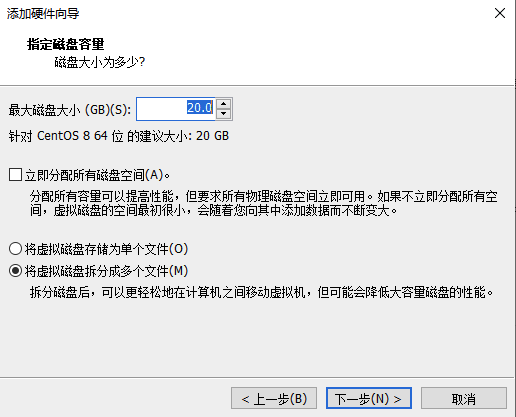 添加硬件向导
指定磁盘容量
磁盘大小为多少?
最大磁盘大小 (GB)(S): 20.0
针对 CentOS 8 64 位 的建议大小: 20 GB
立即分配所有磁盘空间(A)。
分配所有容量可以提高性能，但要求所有物理磁盘空间立即可用。如果不立即分配所有空
间，虚拟磁盘的空间最初很小，会随着您向其中添加数据而不断变大。
将虚拟磁盘存储为单个文件(O)
将虚拟磁盘拆分成多个文件(M)
拆分磁盘后，可以更轻松地在计算机之间移动虚拟机，但可能会降低大容量磁盘的性能。
< 上一步(B) 下一步(N) > 取消